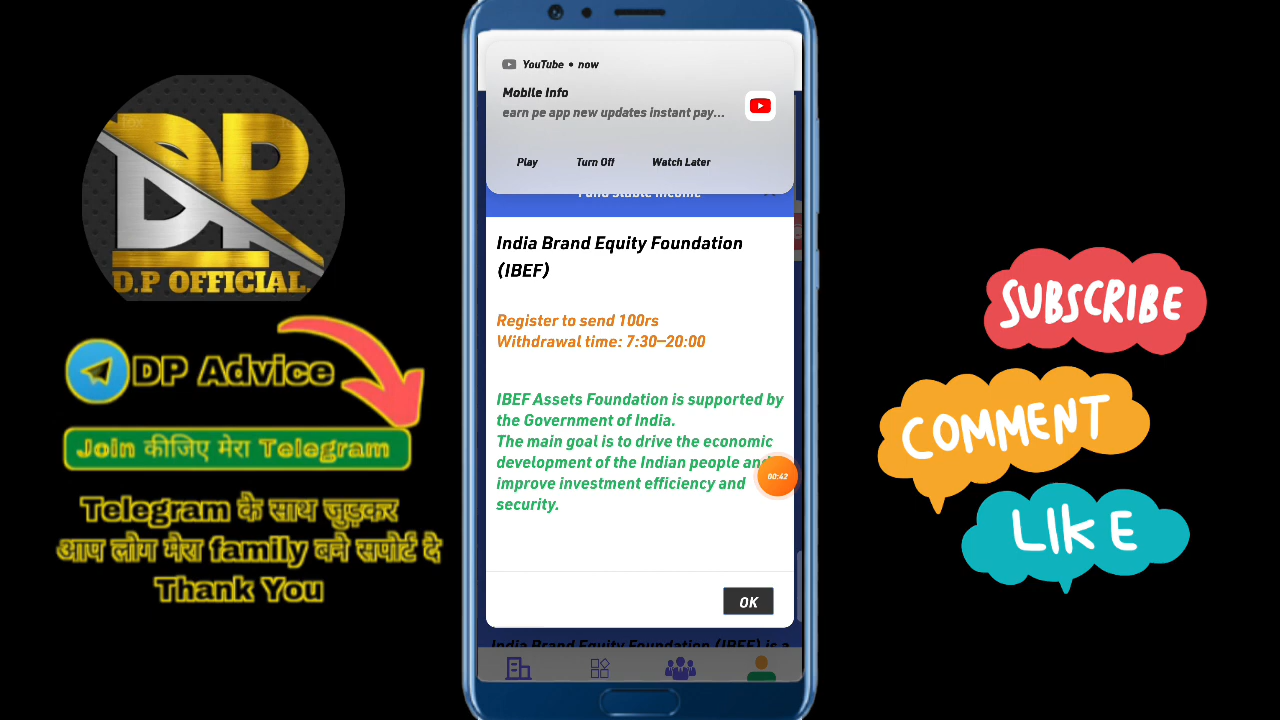 DP
D.P OFFICIAL
DP Advice
Join कीजिए मेरा Telegram
Telegram के साथ जुड़कर
आप लोग मेरा family बने सपोर्ट दे
Thank You
YouTube • now
Mobile Info
earn pe app new updates instant pay...
Play Turn Off Watch Later
Fund Stable Income
India Brand Equity Foundation
(IBEF)
Register to send 100rs
Withdrawal time: 7:30–20:00
IBEF Assets Foundation is supported by
the Government of India.
The main goal is to drive the economic
development of the Indian people and
improve investment efficiency and
security.
00:42
OK
India Brand Equity Foundation (IBEF) is a
SUBSCRIBE
COMMENT
LIKE